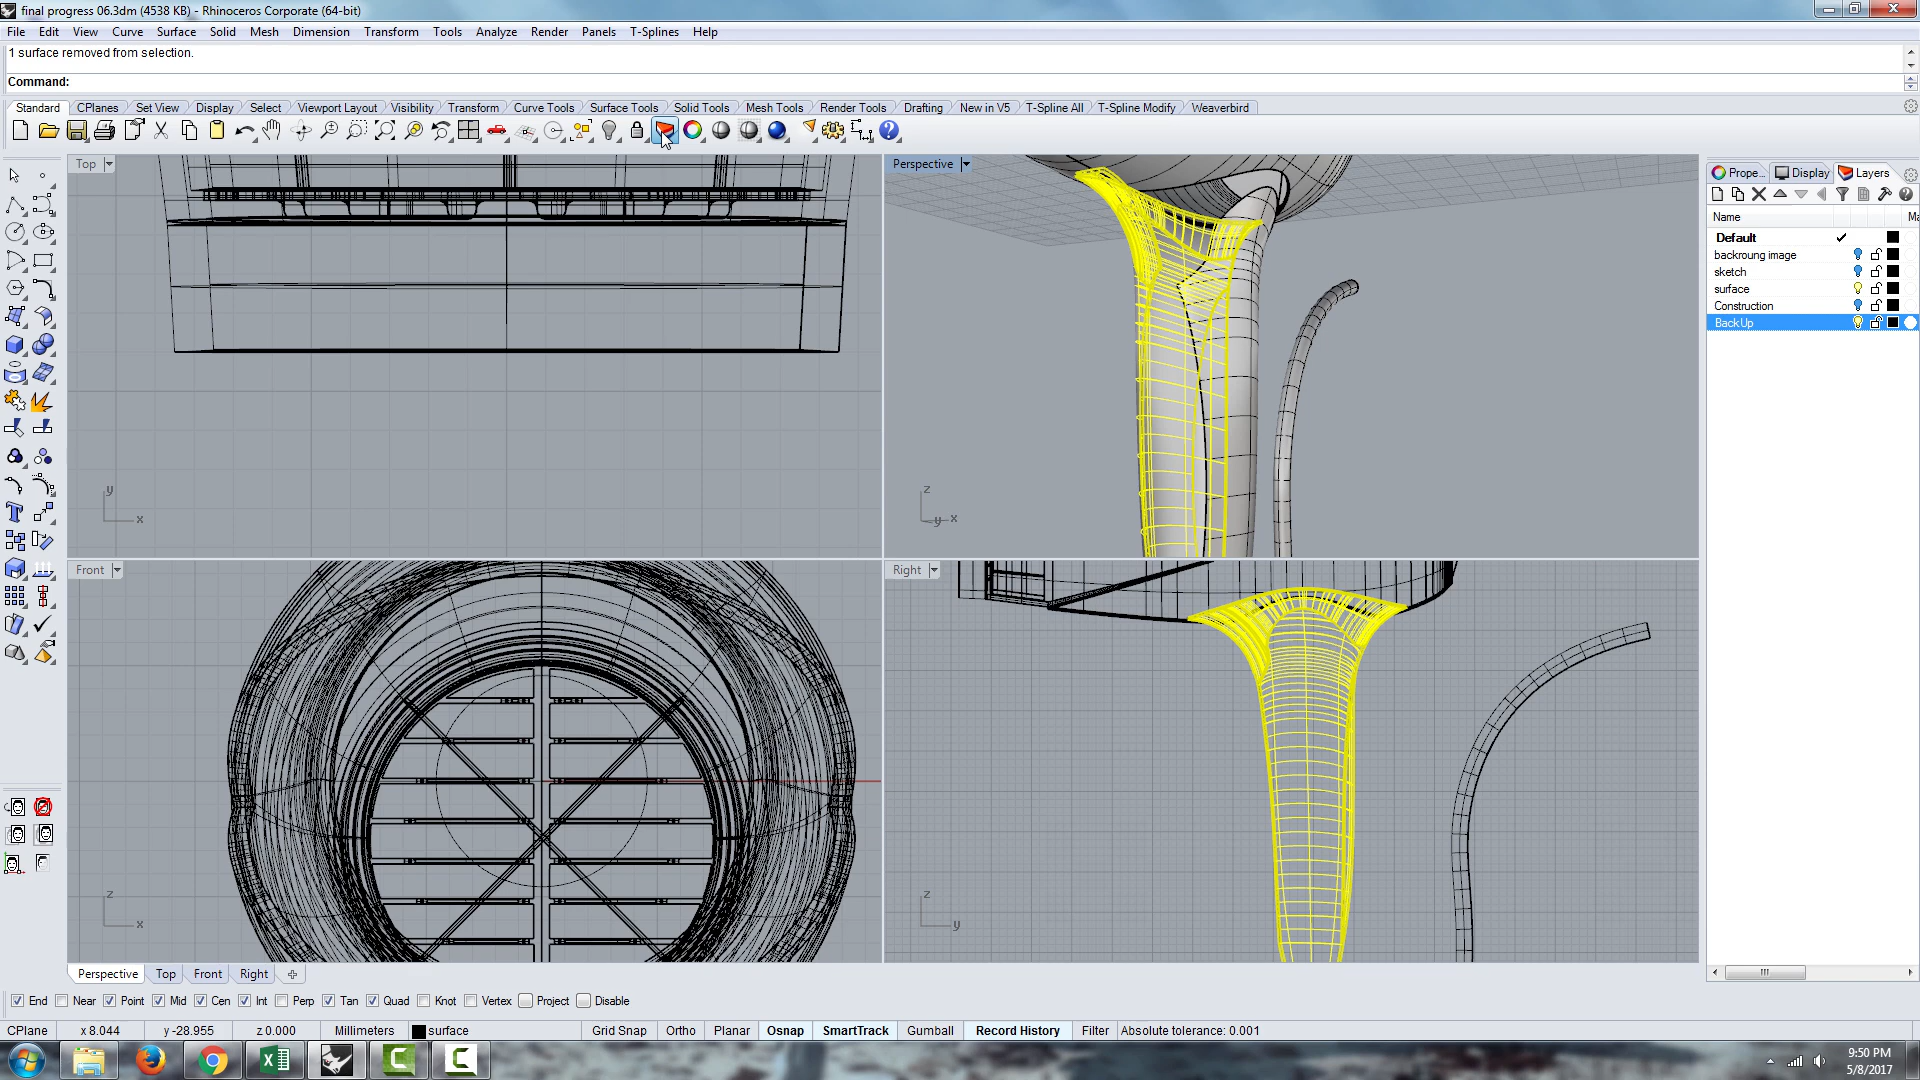 final progress 06.3dm (4538 KB) - Rhinoceros Corporate (64-bit)
File Edit View Curve Surface Solid Mesh Dimension Transform Tools Analyze Render Panels T-Splines Help
1 surface removed from selection.
Command:
Standard CPlanes Set View Display Select Viewport Layout Visibility Transform Curve Tools Surface Tools Solid Tools Mesh Tools Render Tools Drafting New in V5 T-Spline All T-Spline Modify Weaverbird
Top
Perspective
Prope... Display Layers
Name Ma
Default
backroung image
sketch
surface
Construction
BackUp
y
x
z
y x
Front
Right
z
x
z
y
Perspective Top Front Right
End Near Point Mid Cen Int Perp Tan Quad Knot Vertex Project Disable
CPlane x 8.044 y -28.955 z 0.000 Millimeters surface Grid Snap Ortho Planar Osnap SmartTrack Gumball Record History Filter Absolute tolerance: 0.001
9:50 PM
5/8/2017